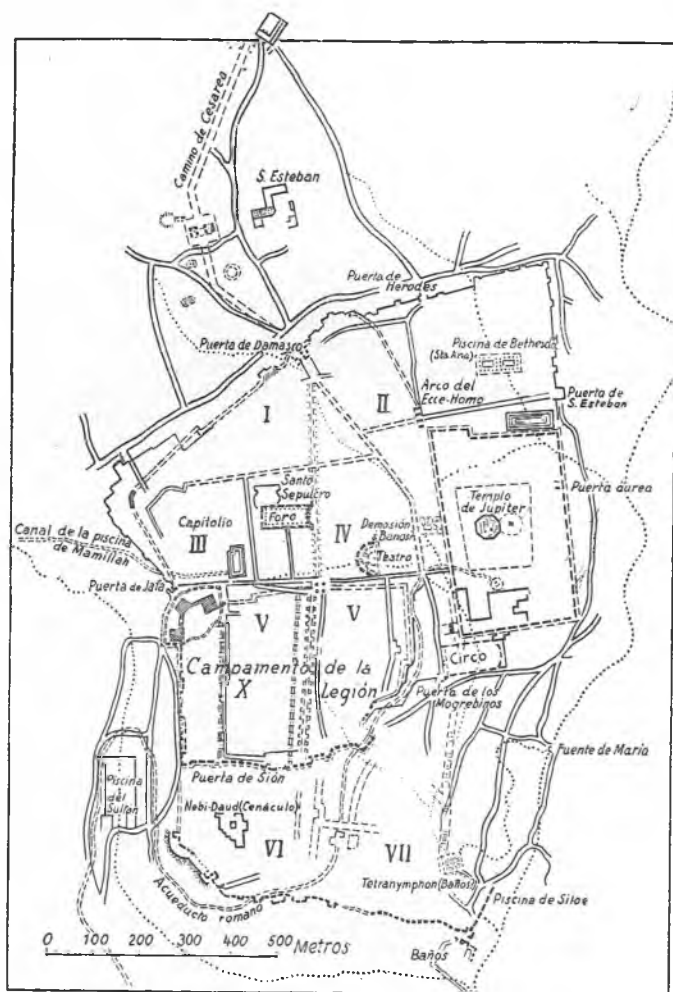 Camino de Cesarea
S. Esteban
Puerta de
Herodes
Puerta de Damasco
Piscina de Bethesda
(Sta Ana)
I
II
Arco del
Ecce-Homo
Puerta de
S. Esteban
Santo
Sepulcro
Foro
Capitolio
III
IV
Demosion
Banos
Teatro
Templo
de Jupiter
Puerta aurea
Canal de la piscina
de Mamillah
Puerta de Jafa
V
V
Campamento de la
X
Legión
Circo
Puerta de los
Mogrebinos
Fuente de María
Puerta de Sión
Piscina
del
Sultan
Nebi-Daud (Cenáculo)
VI
VII
Tetranymphon (Baños)
Piscina de Siloe
Acueducto romano
Baños
0 100 200 300 400 500 Metros